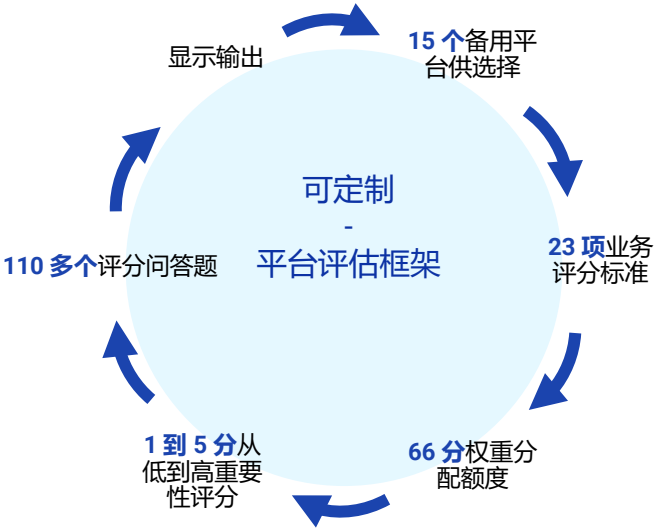 显示输出
15 个备用平
台供选择
可定制
-
平台评估框架
23 项业务
评分标准
110 多个评分问答题
1 到 5 分从
低到高重要
性评分
66 分权重分
配额度